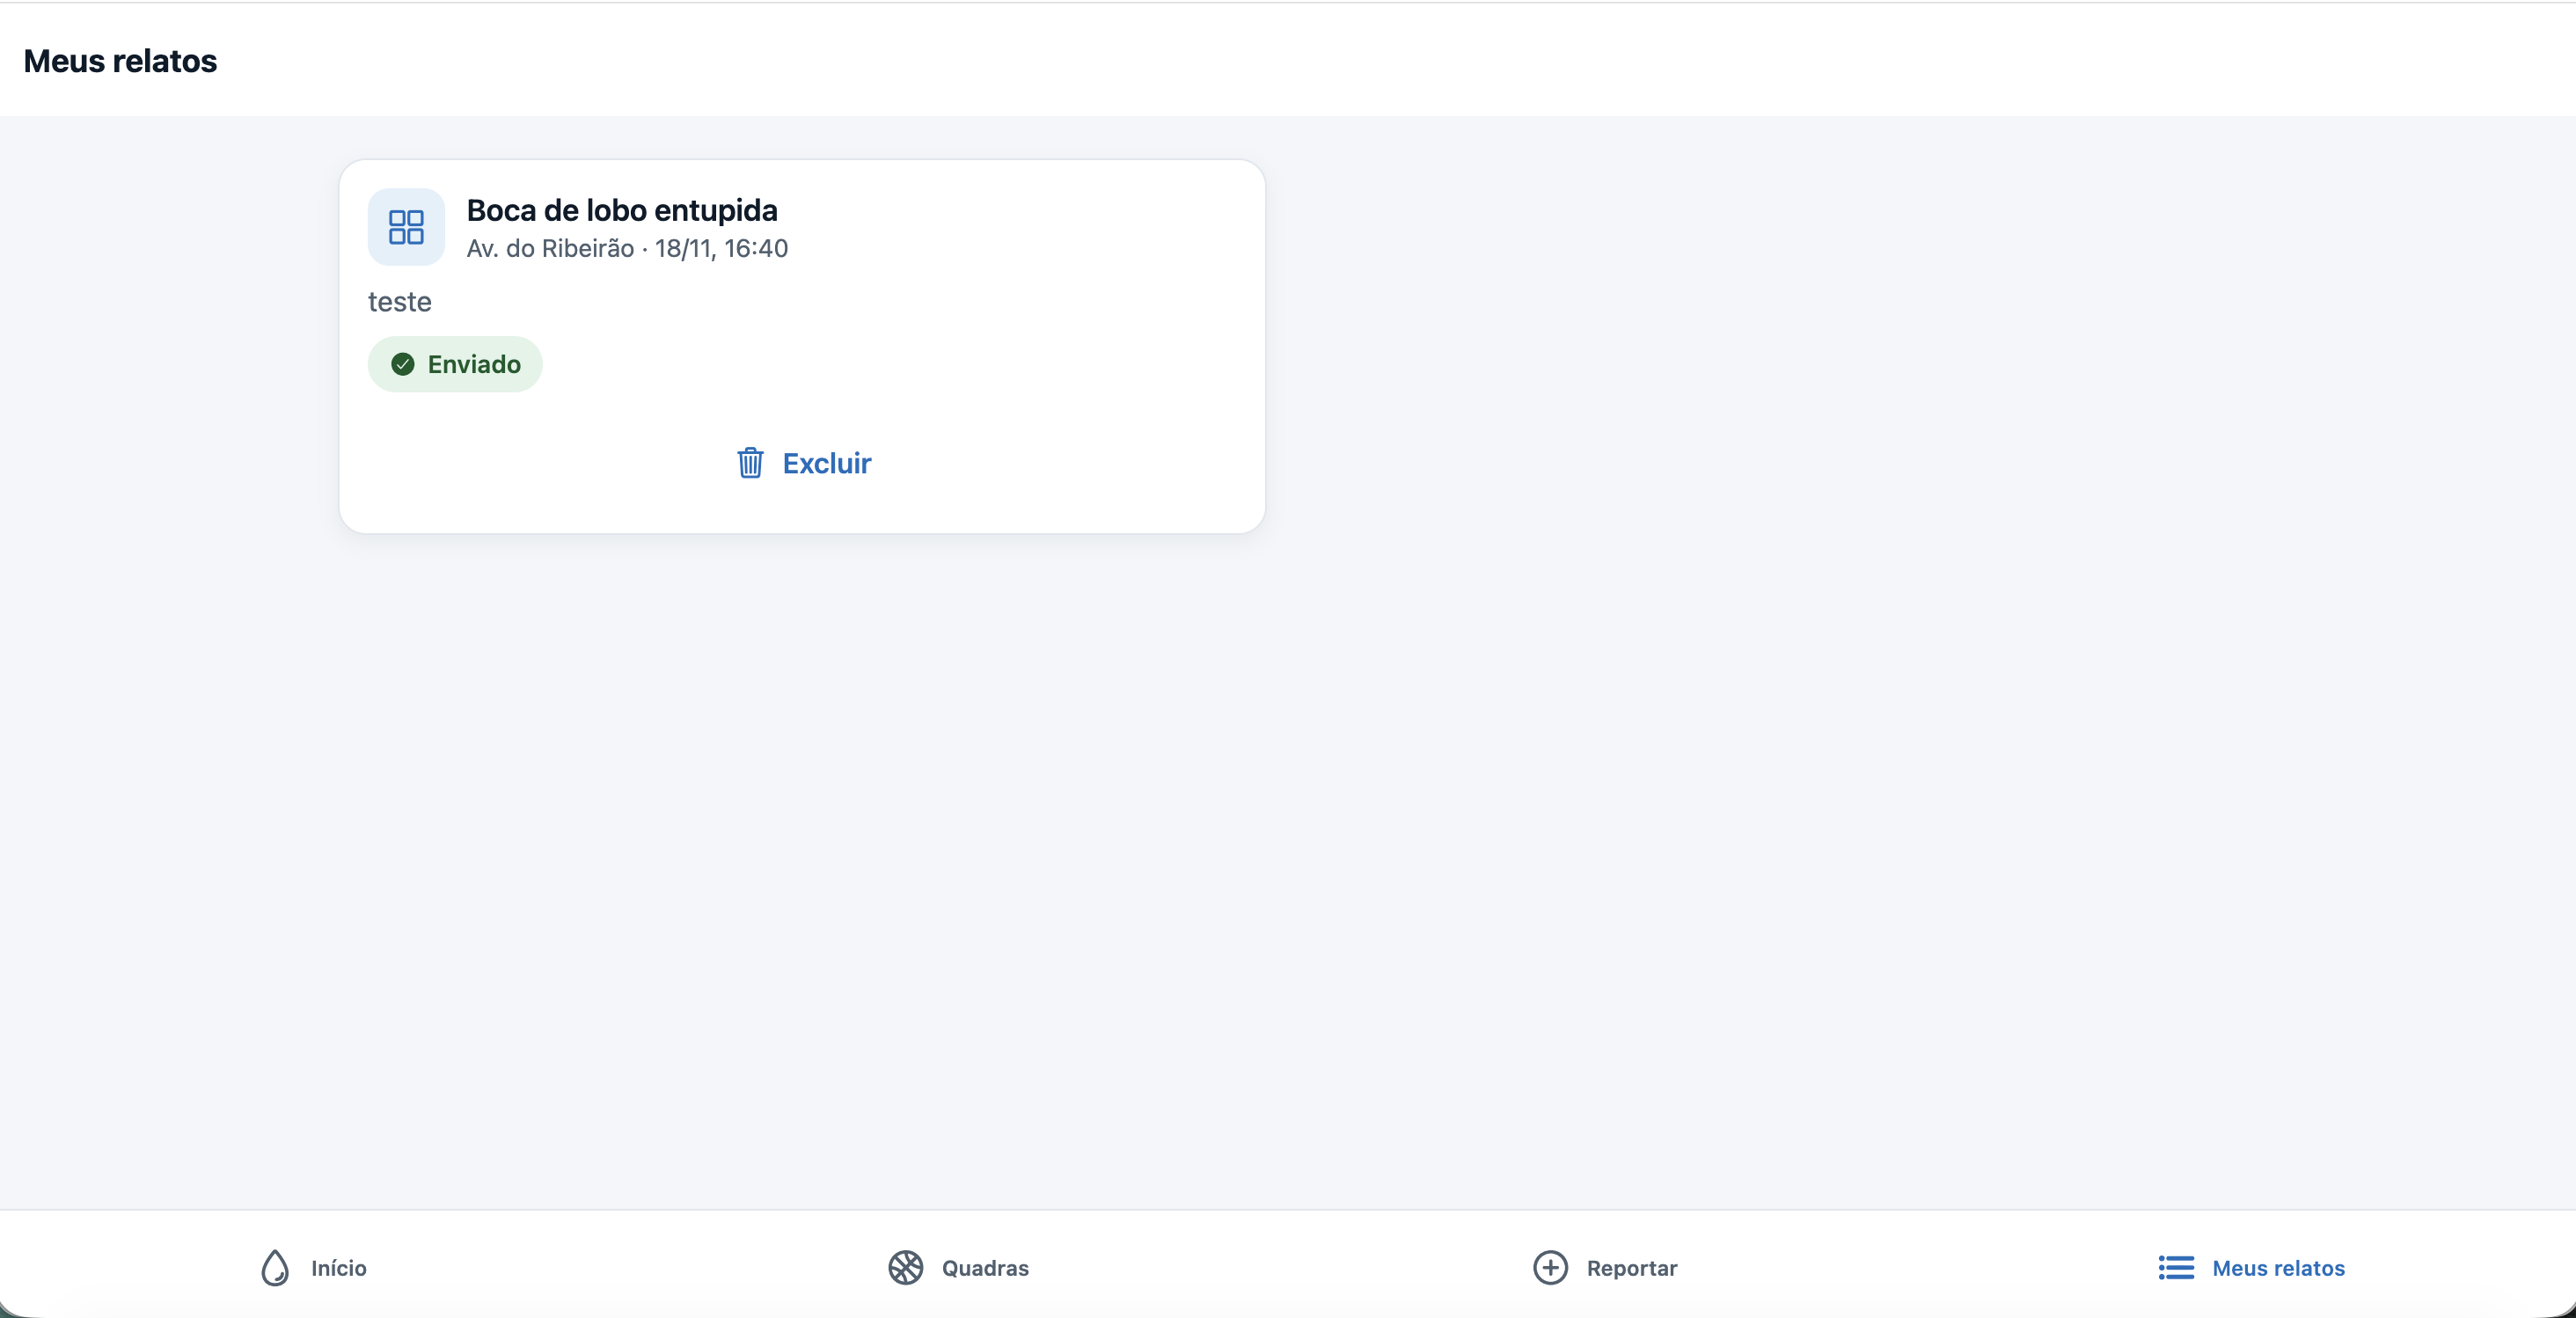 Meus relatos
Boca de lobo entupida
Av. do Ribeirão · 18/11, 16:40
teste
Enviado
Excluir
Início
Quadras
Reportar
Meus relatos